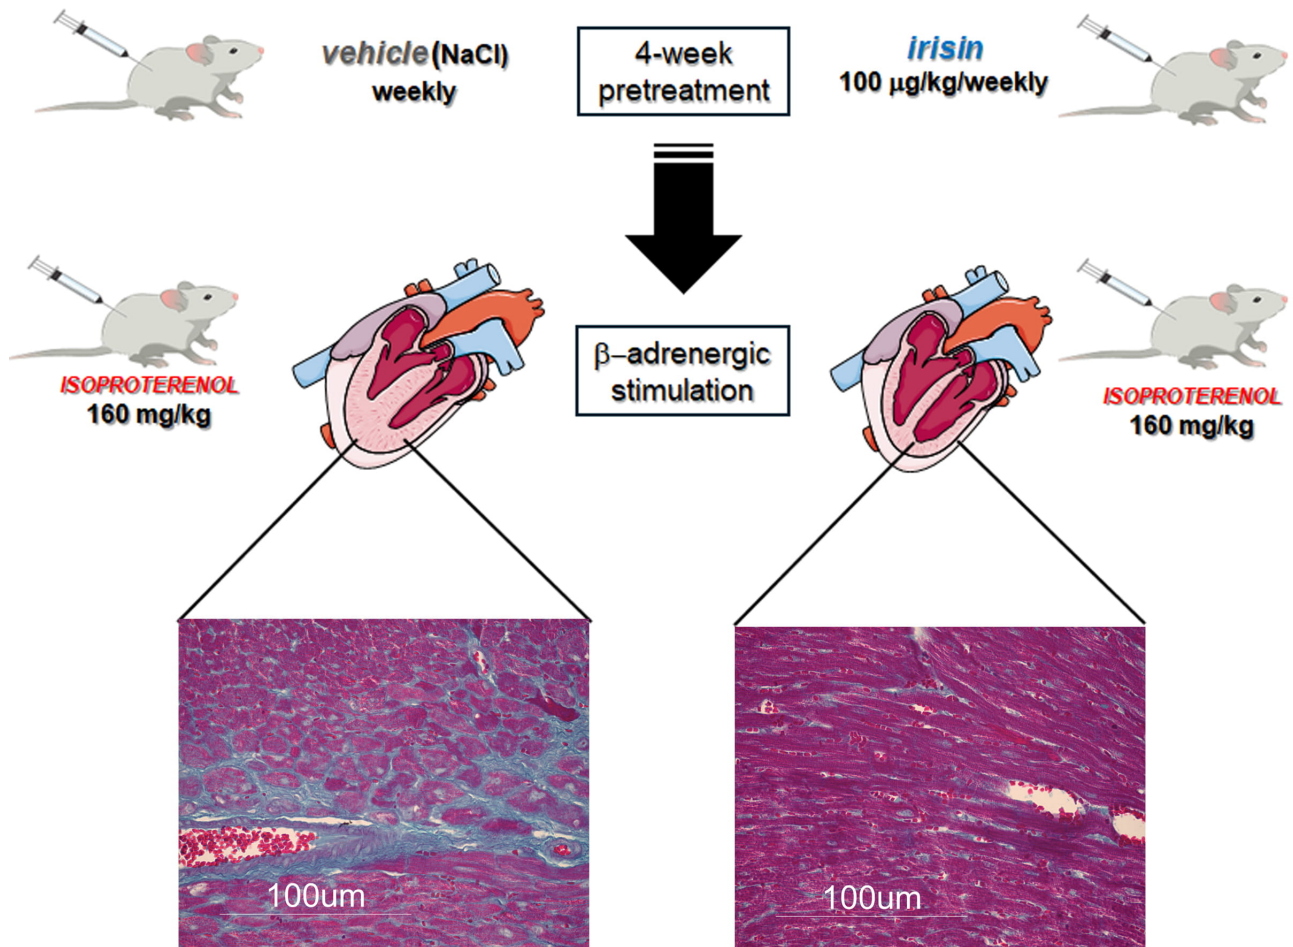 vehicle(NaCl)
weekly
4-week
pretreatment
irisin
100 μg/kg/weekly
ISOPROTERENOL
160 mg/kg
β–adrenergic
stimulation
ISOPROTERENOL
160 mg/kg
100um
100um